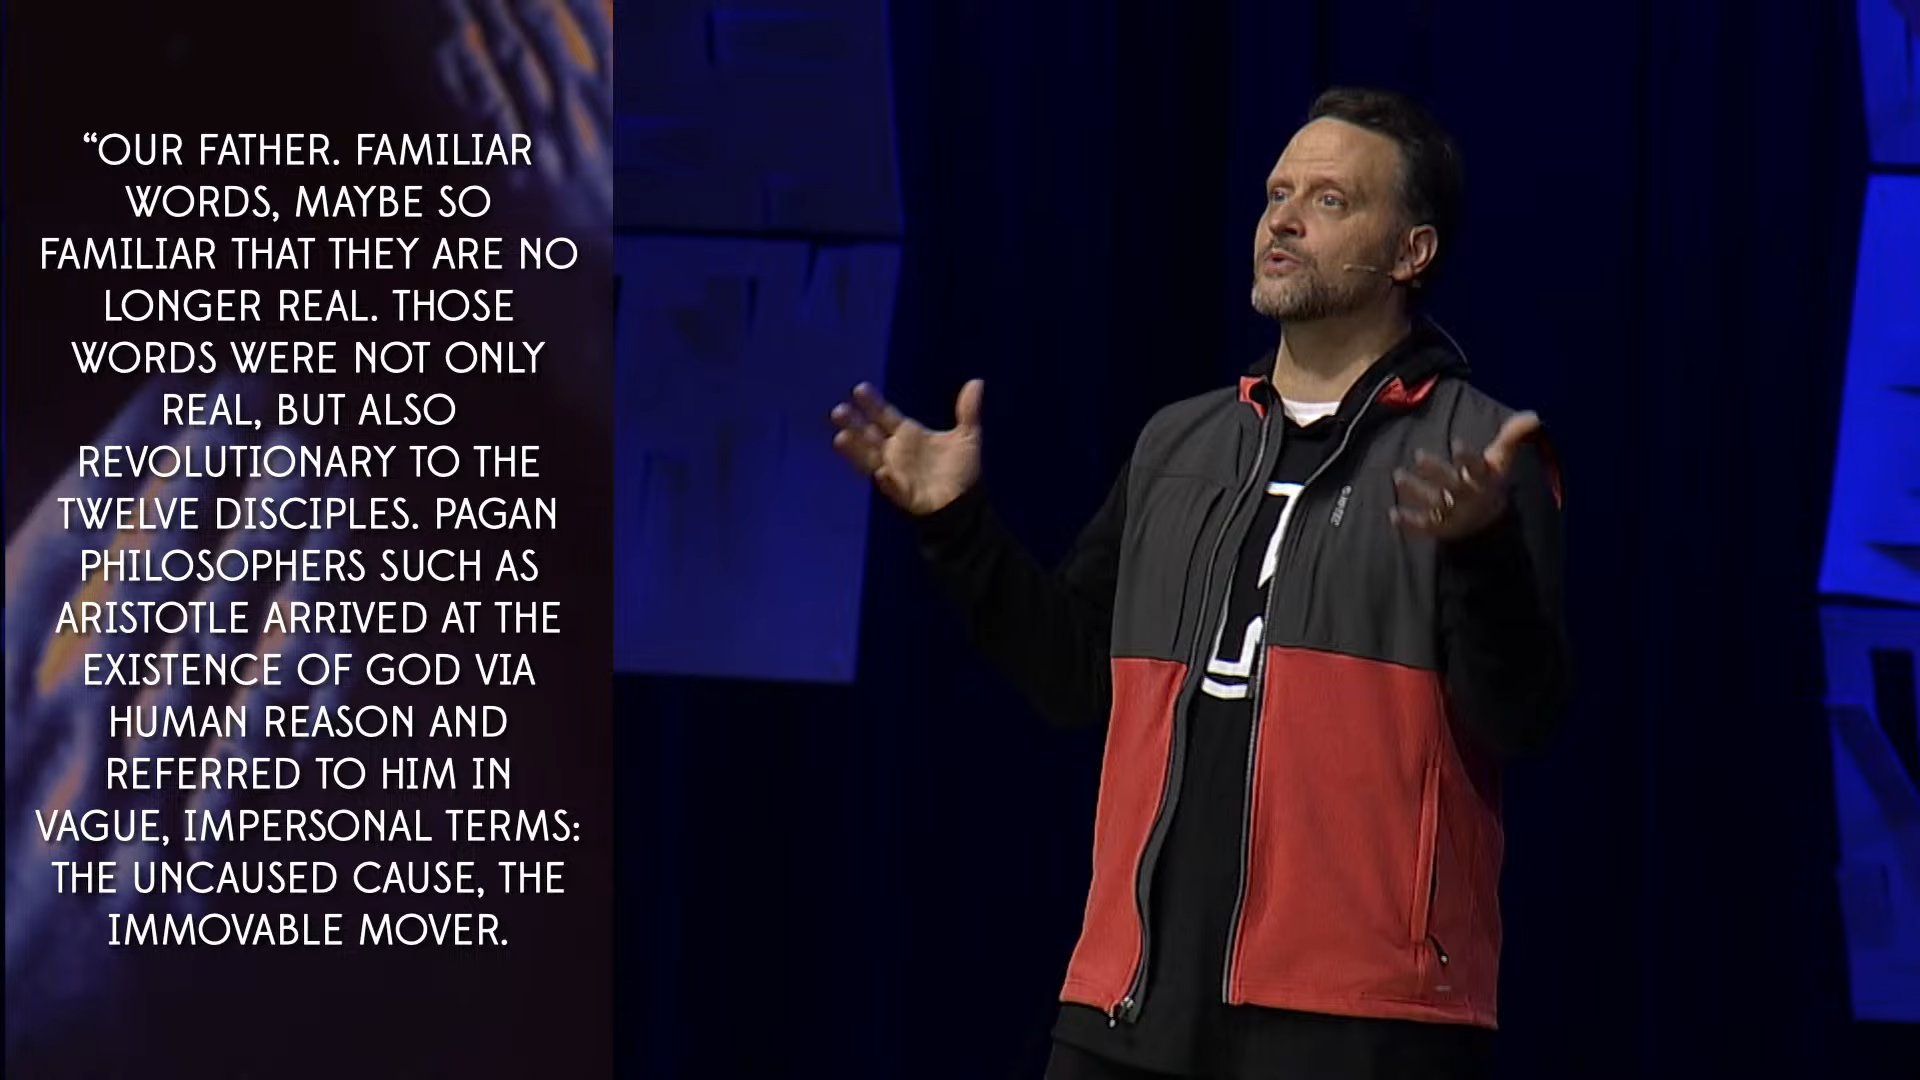 “OUR FATHER. FAMILIAR
WORDS, MAYBE SO
FAMILIAR THAT THEY ARE NO
LONGER REAL. THOSE
WORDS WERE NOT ONLY
REAL, BUT ALSO
REVOLUTIONARY TO THE
TWELVE DISCIPLES. PAGAN
PHILOSOPHERS SUCH AS
ARISTOTLE ARRIVED AT THE
EXISTENCE OF GOD VIA
HUMAN REASON AND
REFERRED TO HIM IN
VAGUE, IMPERSONAL TERMS:
THE UNCAUSED CAUSE, THE
IMMOVABLE MOVER.